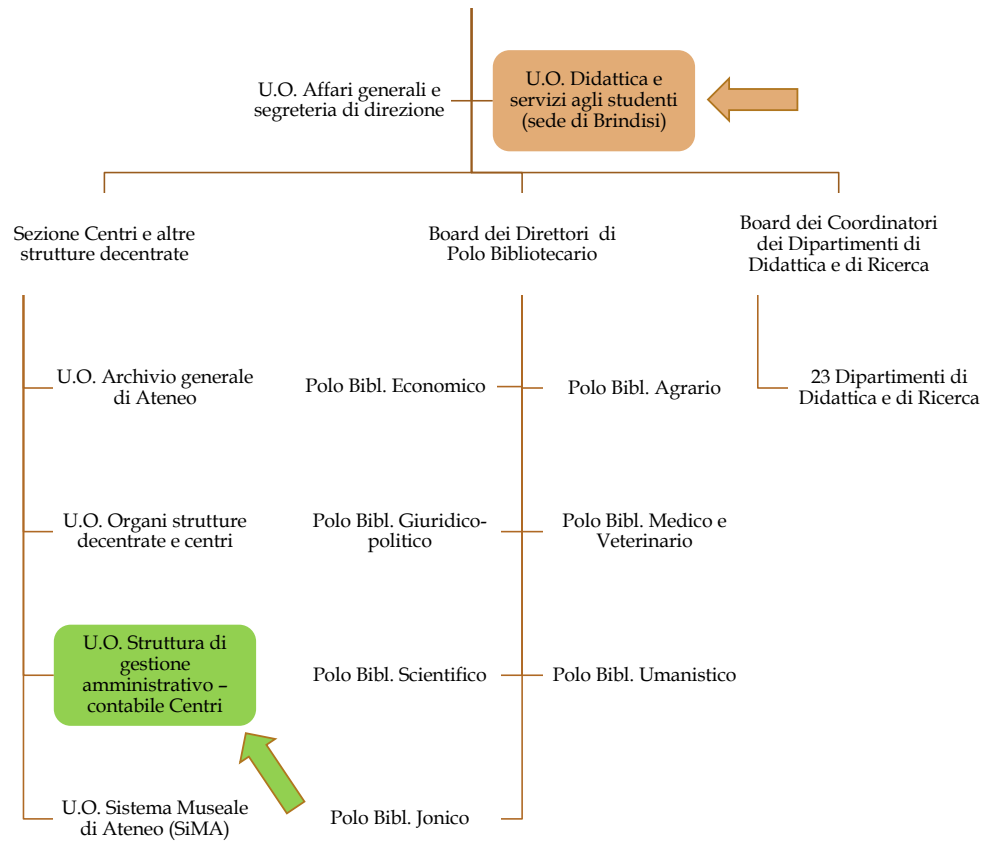 U.O. Affari generali e
segreteria di direzione
U.O. Didattica e
servizi agli studenti
(sede di Brindisi)
Sezione Centri e altre
strutture decentrate
Board dei Direttori di
Polo Bibliotecario
Board dei Coordinatori
dei Dipartimenti di
Didattica e di Ricerca
U.O. Archivio generale
di Ateneo
Polo Bibl. Economico
Polo Bibl. Agrario
23 Dipartimenti di
Didattica e di Ricerca
U.O. Organi strutture
decentrate e centri
Polo Bibl. Giuridico-
politico
Polo Bibl. Medico e
Veterinario
U.O. Struttura di
gestione
amministrativo –
contabile Centri
Polo Bibl. Scientifico
Polo Bibl. Umanistico
U.O. Sistema Museale
di Ateneo (SiMA)
Polo Bibl. Jonico